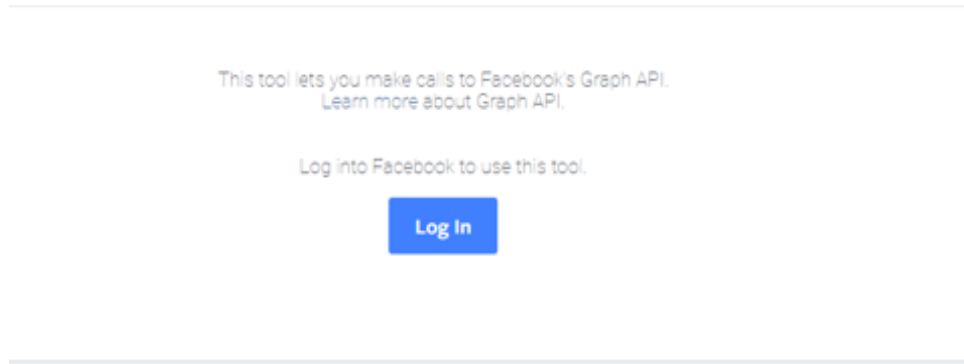 This tool lets you make calls to Facebook's Graph API.
Learn more about Graph API.
Log into Facebook to use this tool.
Log In